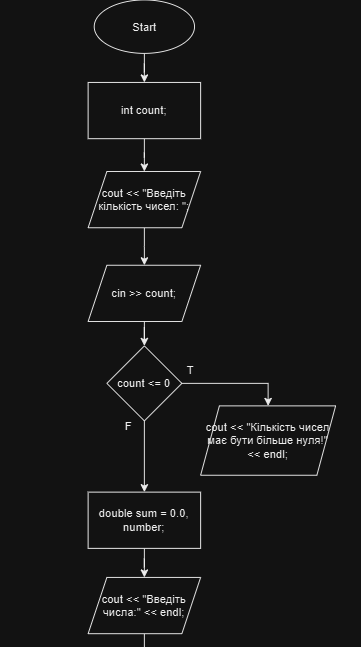 Start
int count;
cout << "Введіть
кількість чисел: ";
cin >> count;
count <= 0
T
F
cout << "Кількість чисел
має бути більше нуля!"
<< endl;
double sum = 0.0,
number;
cout << "Введіть
числа:" << endl;